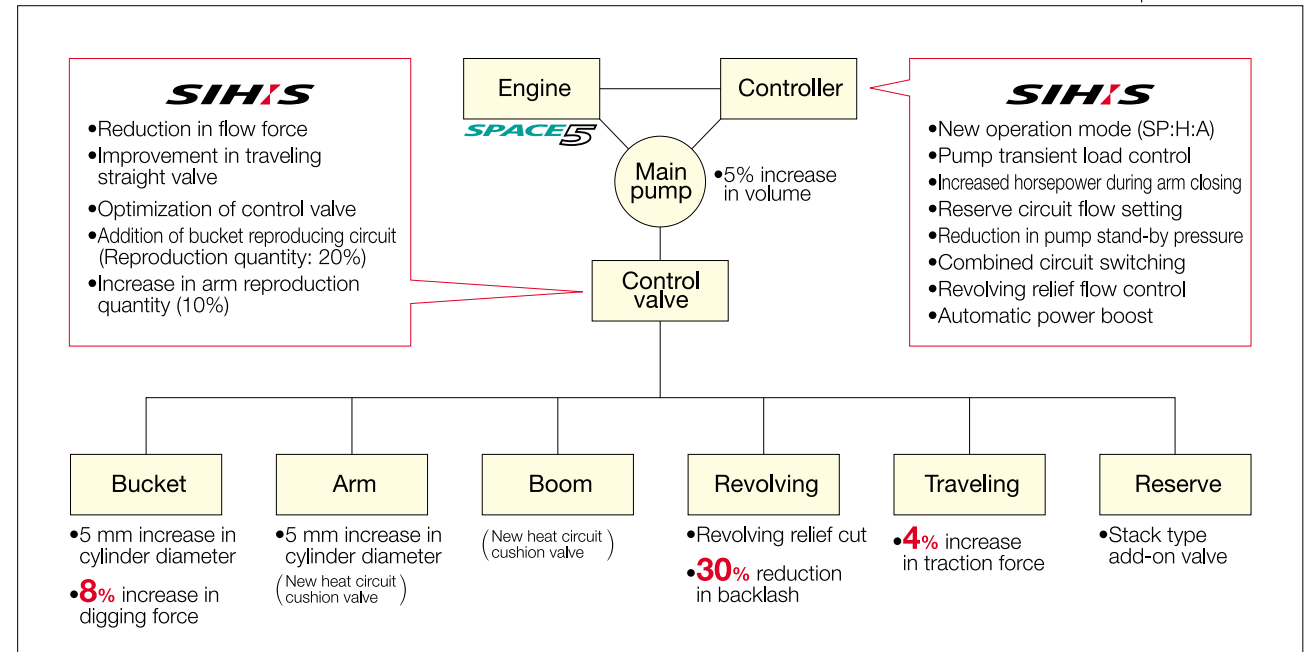 SIH:S
•Reduction in flow force
•Improvement in traveling
straight valve
•Optimization of control valve
•Addition of bucket reproducing circuit
(Reproduction quantity: 20%)
•Increase in arm reproduction
quantity (10%)
Engine
SPACE5
Controller
Main
pump
•5% increase
in volume
Control
valve
SIH:S
•New operation mode (SP:H:A)
•Pump transient load control
•Increased horsepower during arm closing
•Reserve circuit flow setting
•Reduction in pump stand-by pressure
•Combined circuit switching
•Revolving relief flow control
•Automatic power boost
Bucket
•5 mm increase in
cylinder diameter
•8% increase in
digging force
Arm
•5 mm increase in
cylinder diameter
(New heat circuit
cushion valve)
Boom
(New heat circuit
cushion valve)
Revolving
•Revolving relief cut
•30% reduction
in backlash
Traveling
•4% increase
in traction force
Reserve
•Stack type
add-on valve